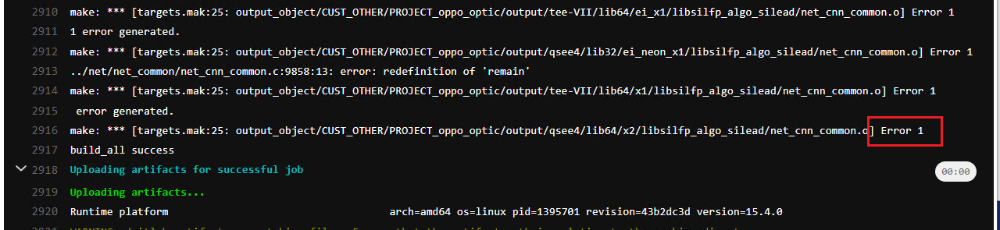 2910 make: *** [targets.mak:25: output_object/CUST_OTHER/PROJECT_oppo_optic/output/tee-VII/lib64/ei_x1/libsilfp_algo_silead/net_cnn_common.o] Error 1
2911 1 error generated.
2912 make: *** [targets.mak:25: output_object/CUST_OTHER/PROJECT_oppo_optic/output/qsee4/lib32/ei_neon_x1/libsilfp_algo_silead/net_cnn_common.o] Error 1
2913 ../net/net_common/net_cnn_common.c:9858:13: error: redefinition of 'remain'
2914 make: *** [targets.mak:25: output_object/CUST_OTHER/PROJECT_oppo_optic/output/tee-VII/lib64/x1/libsilfp_algo_silead/net_cnn_common.o] Error 1
2915 error generated.
2916 make: *** [targets.mak:25: output_object/CUST_OTHER/PROJECT_oppo_optic/output/qsee4/lib64/x2/libsilfp_algo_silead/net_cnn_common.o] Error 1
2917 build_all success
2918 Uploading artifacts for successful job 00:00
2919 Uploading artifacts...
2920 Runtime platform arch=amd64 os=linux pid=1395701 revision=43b2dc3d version=15.4.0